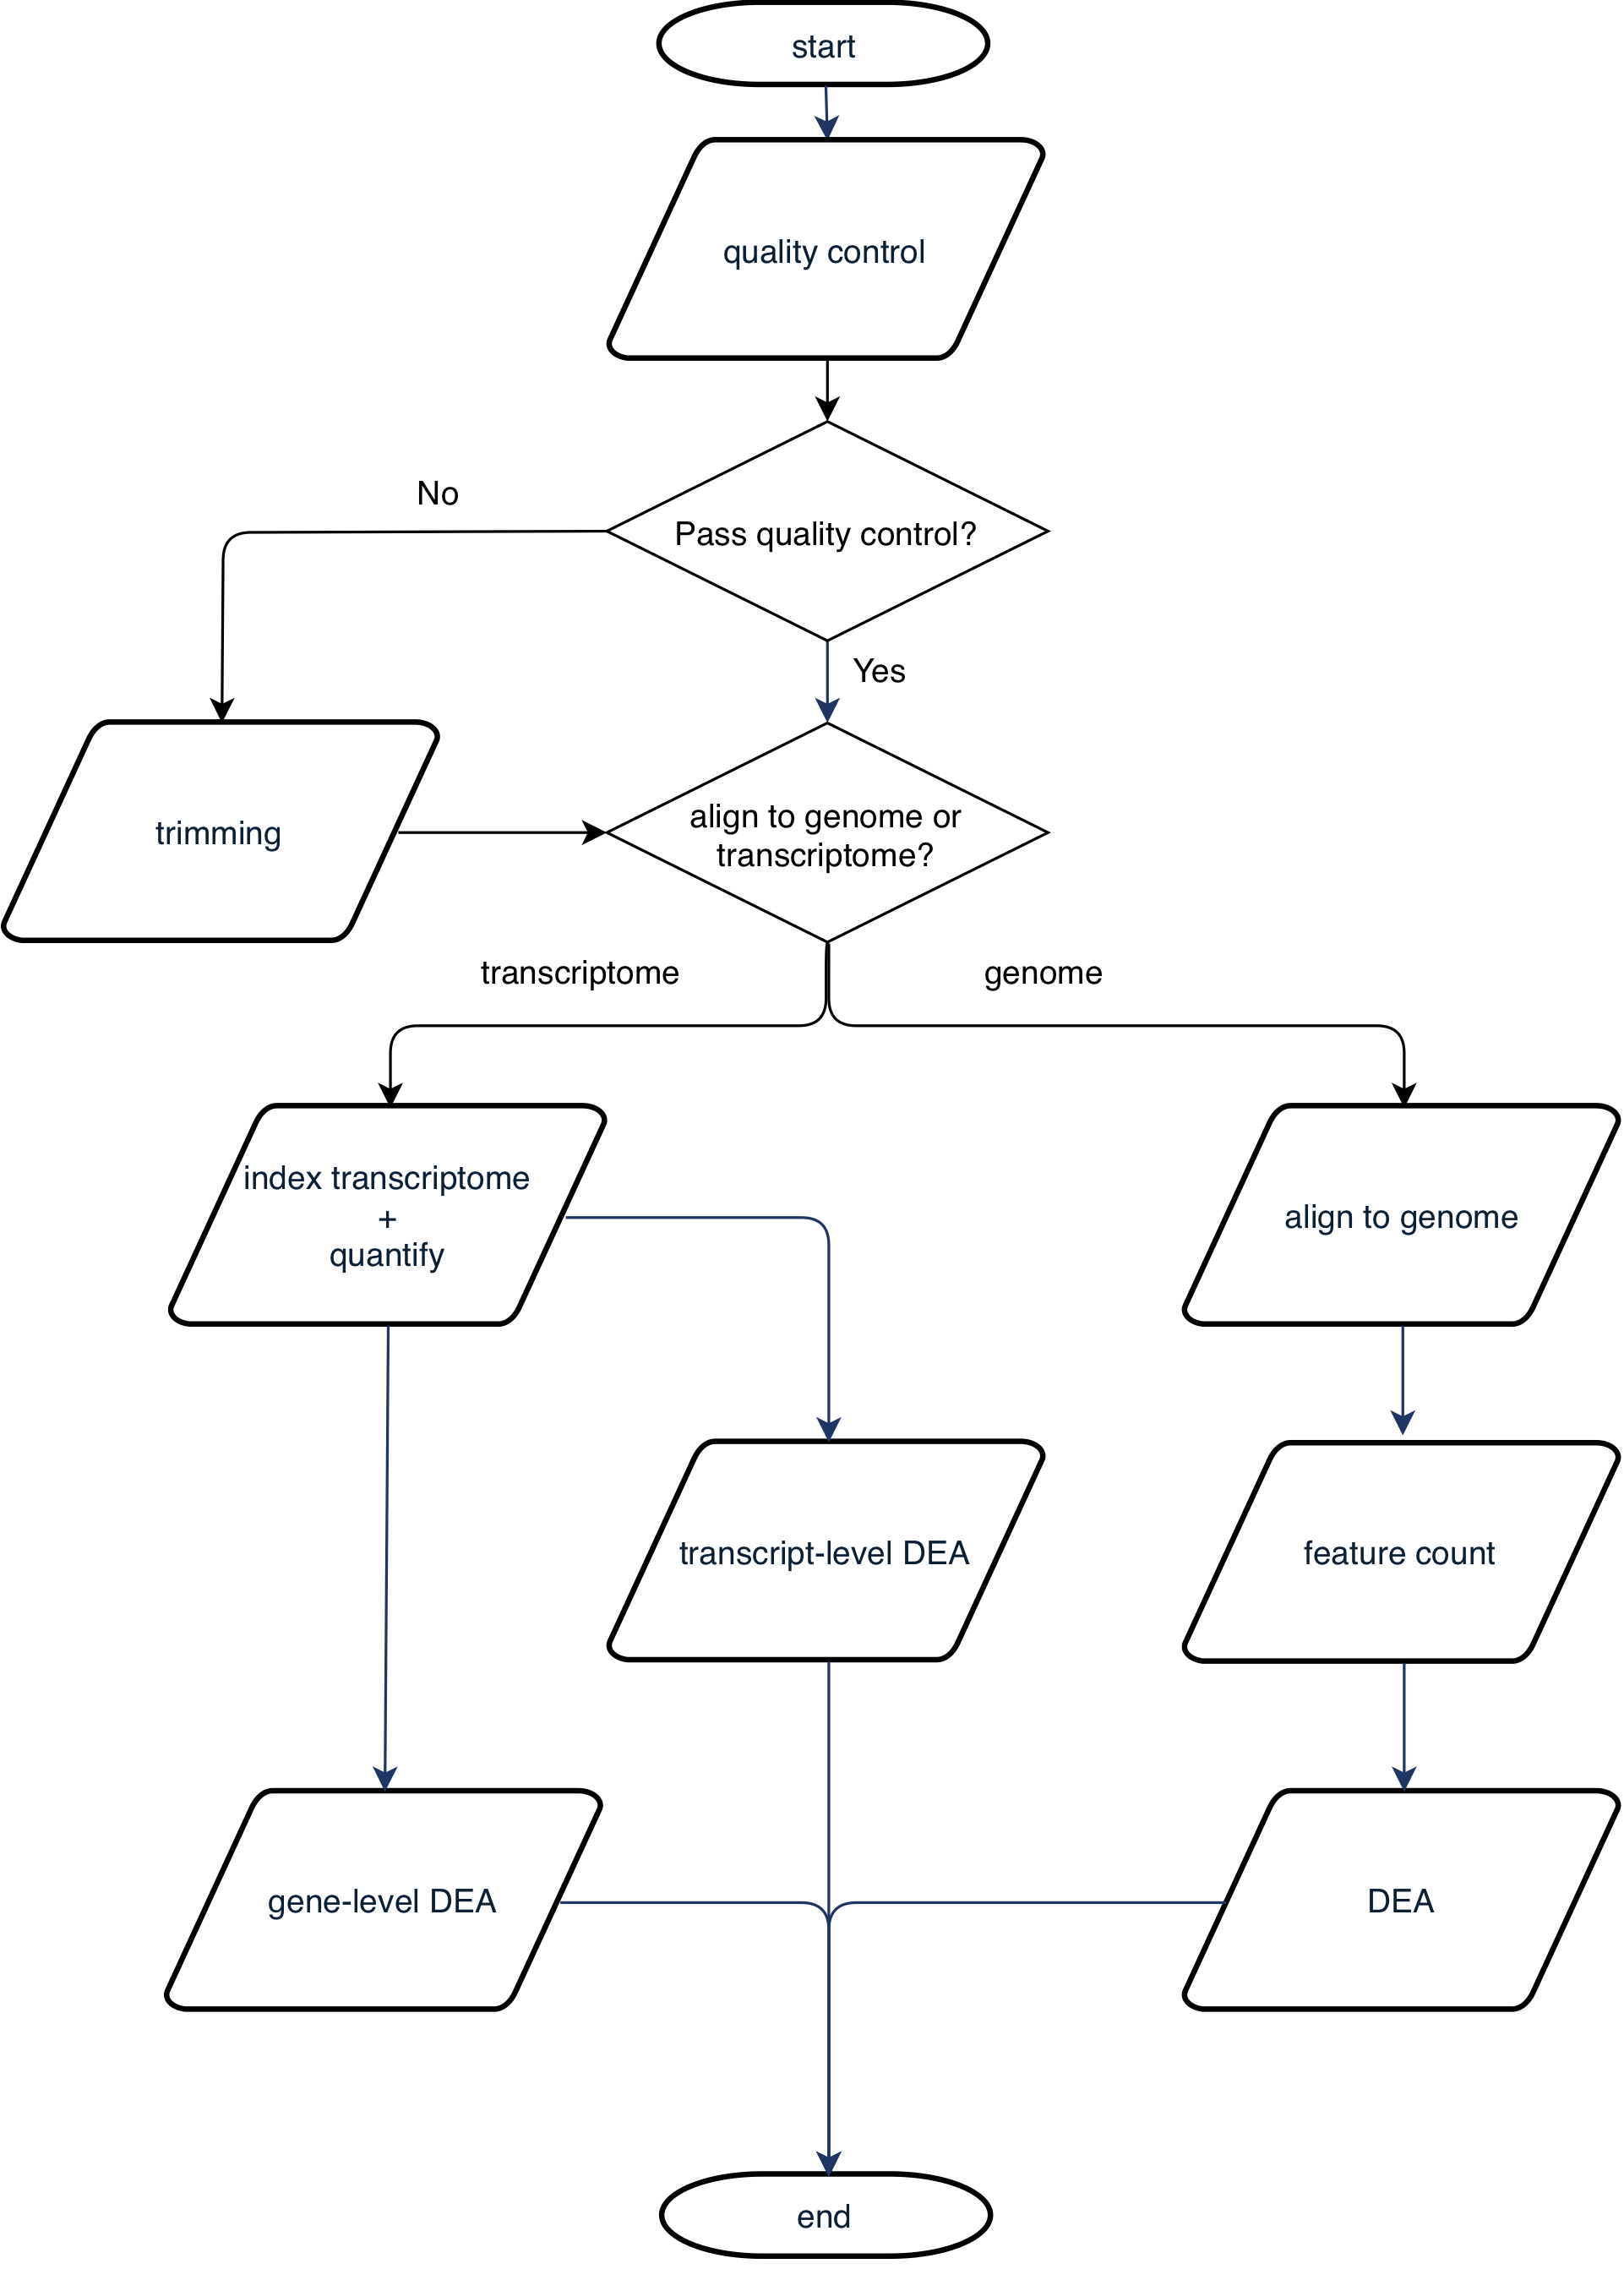 start
quality control
Pass quality control?
No
Yes
trimming
align to genome or
transcriptome?
transcriptome
genome
index transcriptome
+
quantify
align to genome
transcript-level DEA
feature count
gene-level DEA
DEA
end